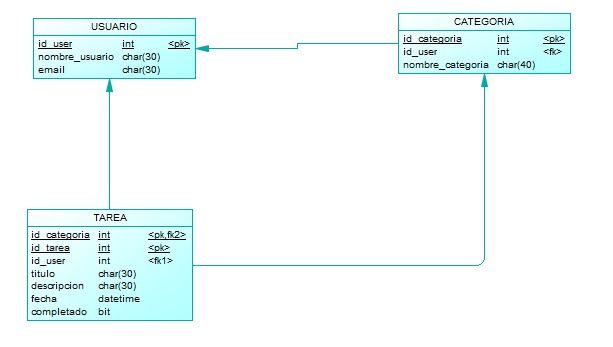 USUARIO
id_user int <pk>
nombre_usuario char(30)
email char(30)
CATEGORIA
id_categoria int <pk>
id_user int <fk>
nombre_categoria char(40)
TAREA
id_categoria int <pk,fk2>
id_tarea int <pk>
id_user int <fk1>
titulo char(30)
descripcion char(30)
fecha datetime
completado bit